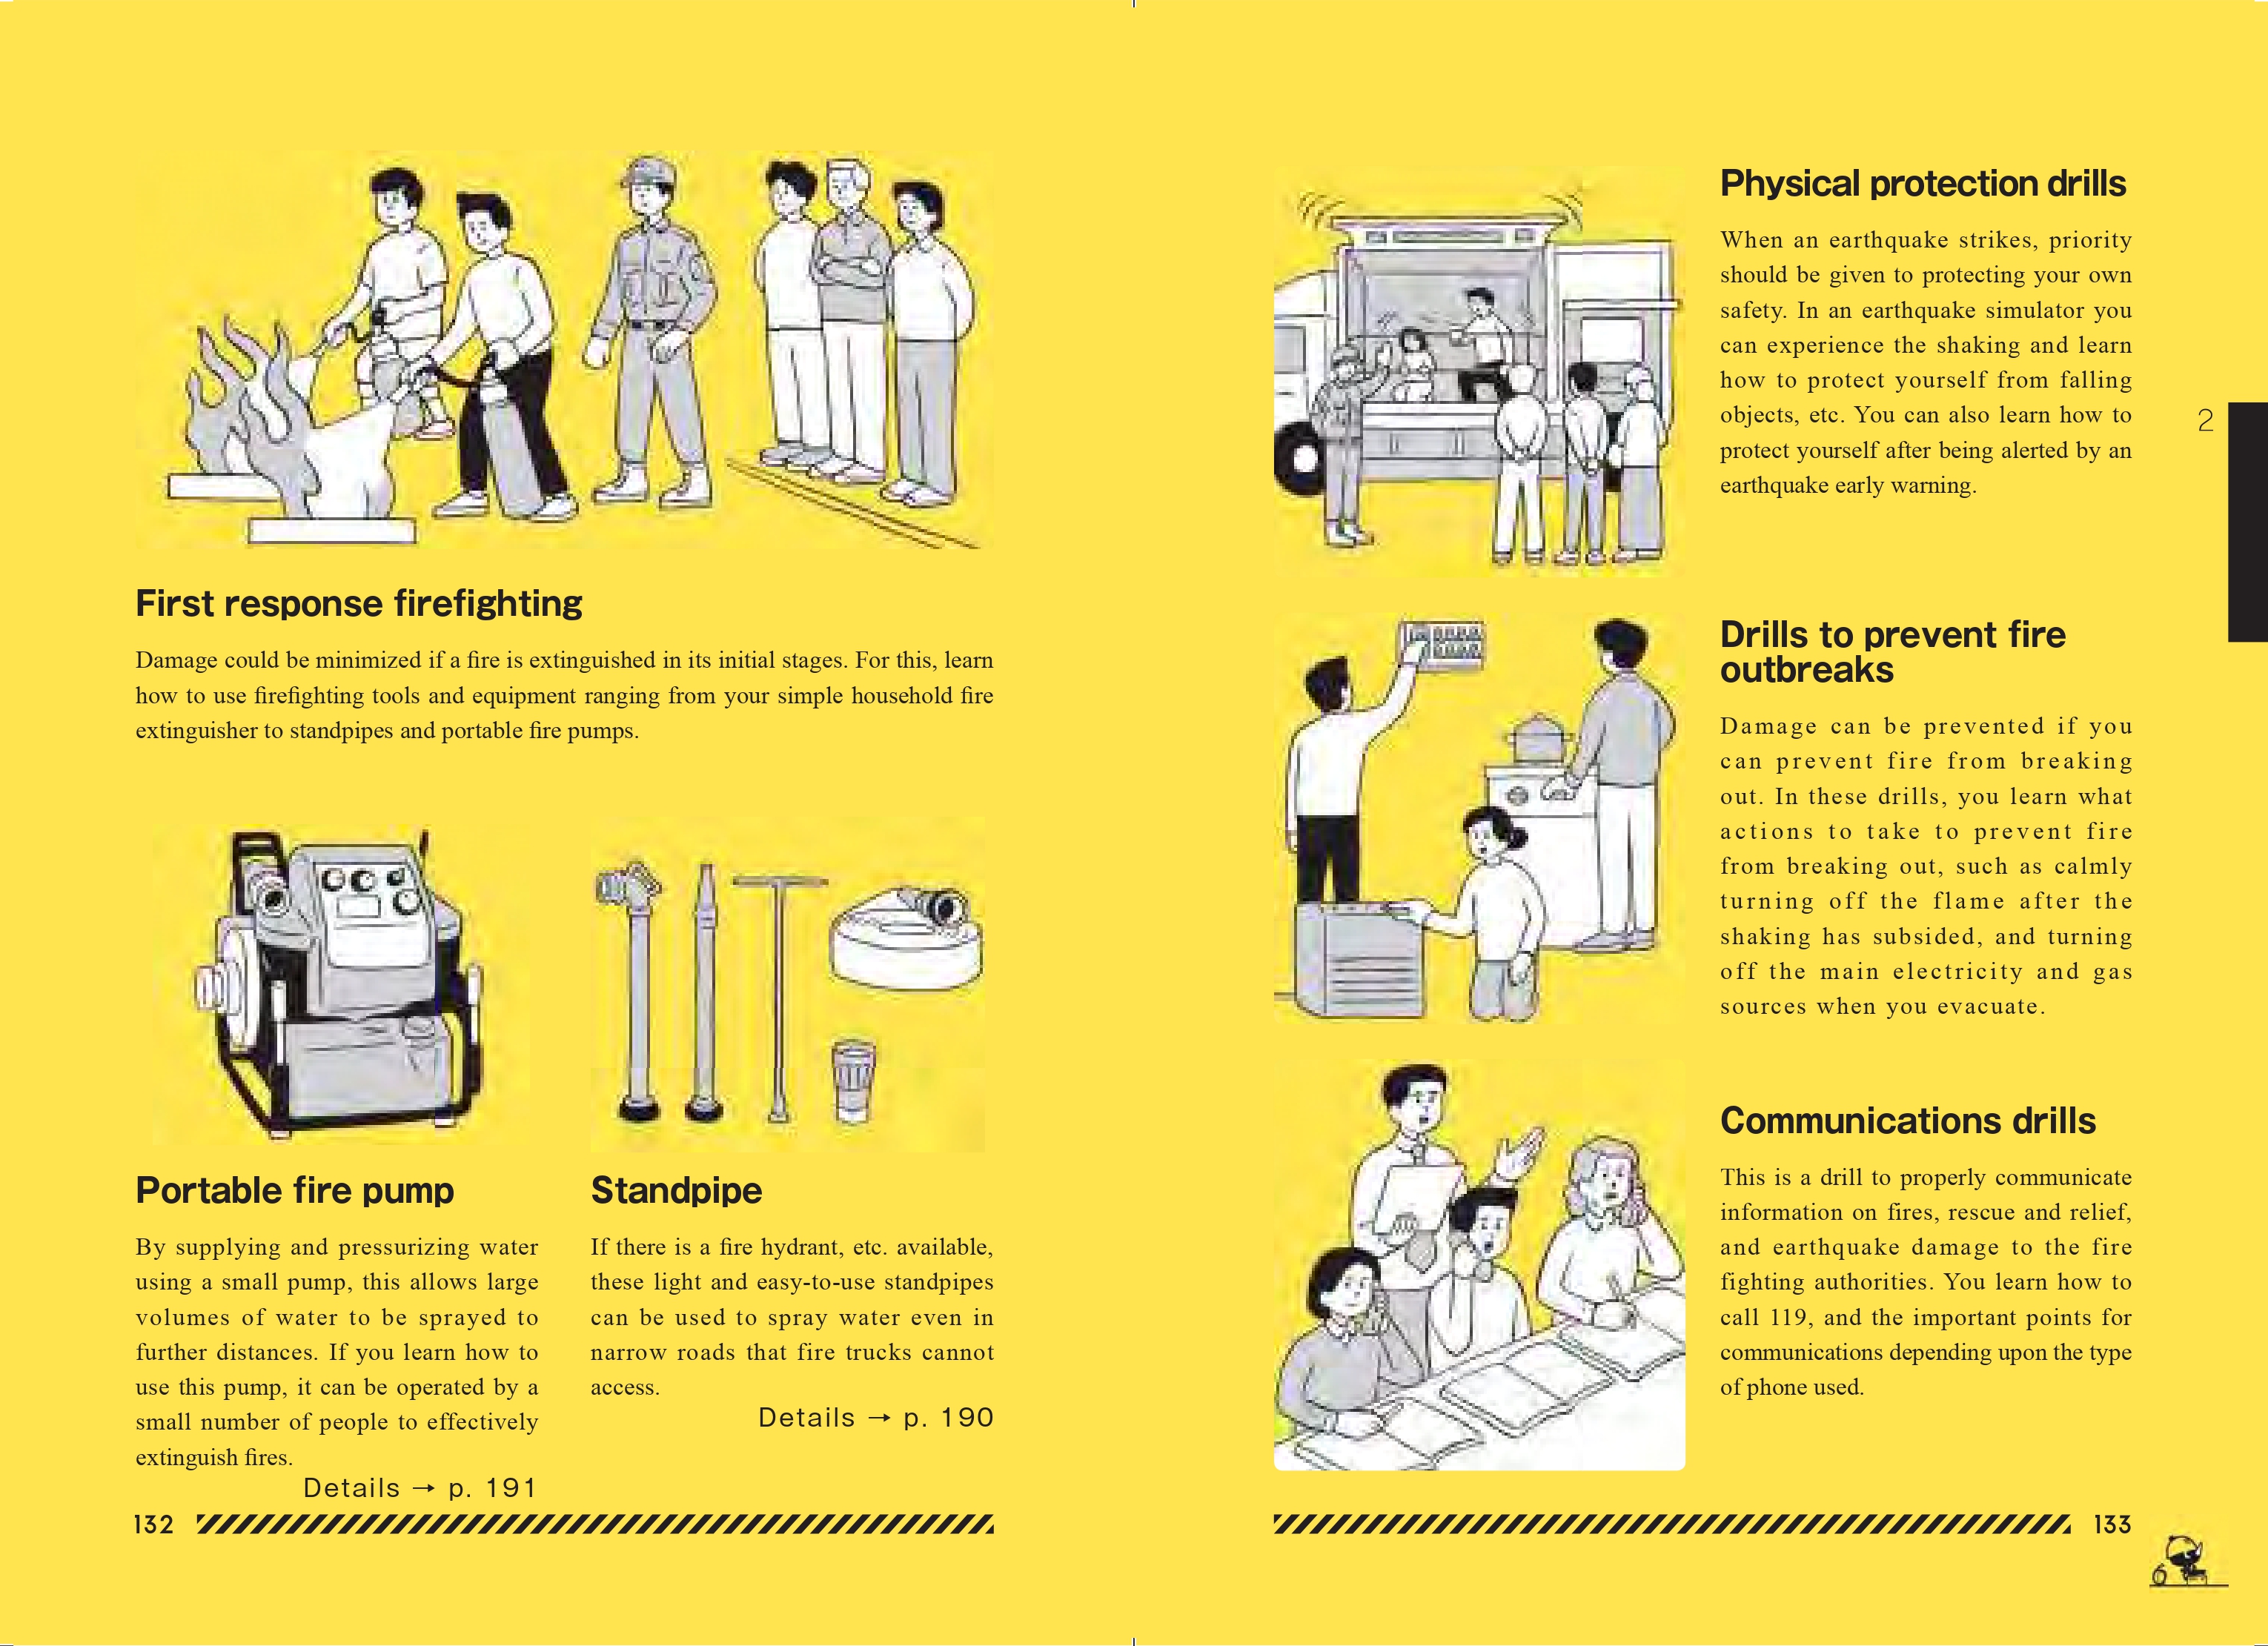 First response firefighting
Damage could be minimized if a fire is extinguished in its initial stages. For this, learn
how to use firefighting tools and equipment ranging from your simple household fire
extinguisher to standpipes and portable fire pumps.
Portable fire pump
By supplying and pressurizing water
using a small pump, this allows large
volumes of water to be sprayed to
further distances. If you learn how to
use this pump, it can be operated by a
small number of people to effectively
extinguish fires.
Details → p. 191
Standpipe
If there is a fire hydrant, etc. available,
these light and easy-to-use standpipes
can be used to spray water even in
narrow roads that fire trucks cannot
access.
Details → p. 190
132
Physical protection drills
When an earthquake strikes, priority
should be given to protecting your own
safety. In an earthquake simulator you
can experience the shaking and learn
how to protect yourself from falling
objects, etc. You can also learn how to
protect yourself after being alerted by an
earthquake early warning.
2
Drills to prevent fire
outbreaks
Damage can be prevented if you
can prevent fire from breaking
out. In these drills, you learn what
actions to take to prevent fire
from breaking out, such as calmly
turning off the flame after the
shaking has subsided, and turning
off the main electricity and gas
sources when you evacuate.
Communications drills
This is a drill to properly communicate
information on fires, rescue and relief,
and earthquake damage to the fire
fighting authorities. You learn how to
call 119, and the important points for
communications depending upon the type
of phone used.
133